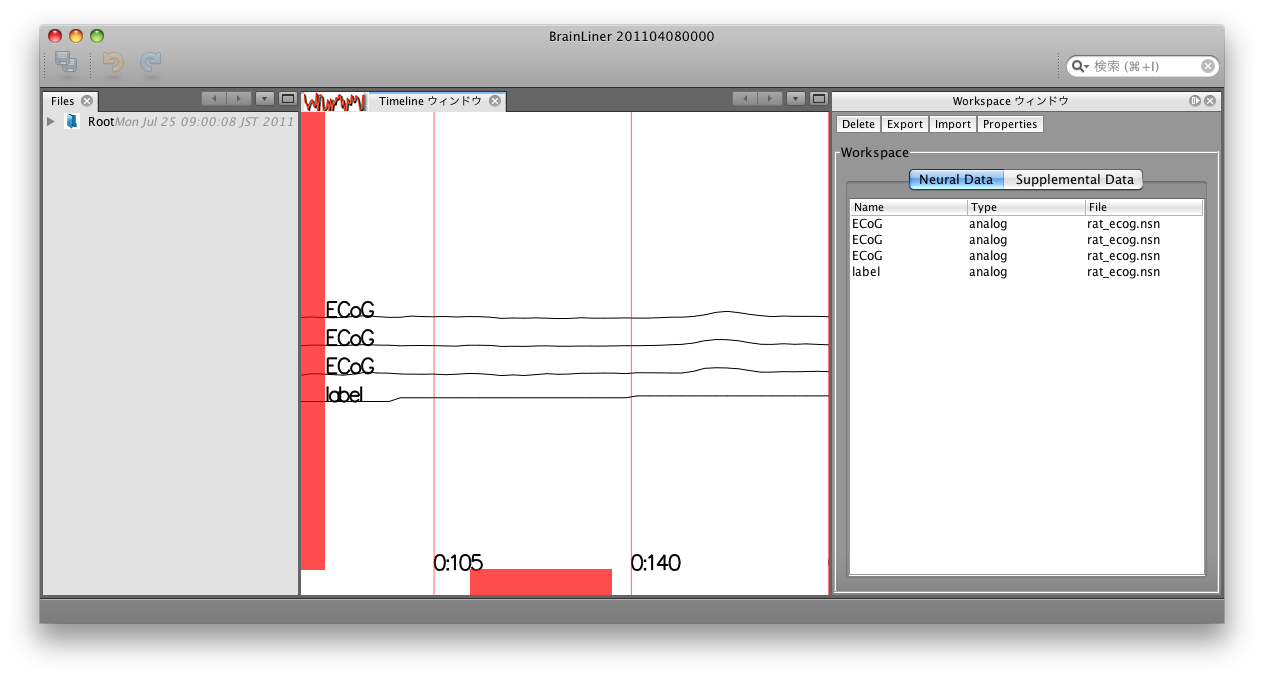 BrainLiner 201104080000
検索 (⌘+I)
Files
Timeline ウィンドウ
Workspace ウィンドウ
Root Mon Jul 25 09:00:08 JST 2011
Delete Export Import Properties
Workspace
Neural Data Supplemental Data
Name Type File
ECoG analog rat_ecog.nsn
ECoG analog rat_ecog.nsn
ECoG analog rat_ecog.nsn
label analog rat_ecog.nsn
ECoG
ECoG
ECoG
label
0:105 0:140